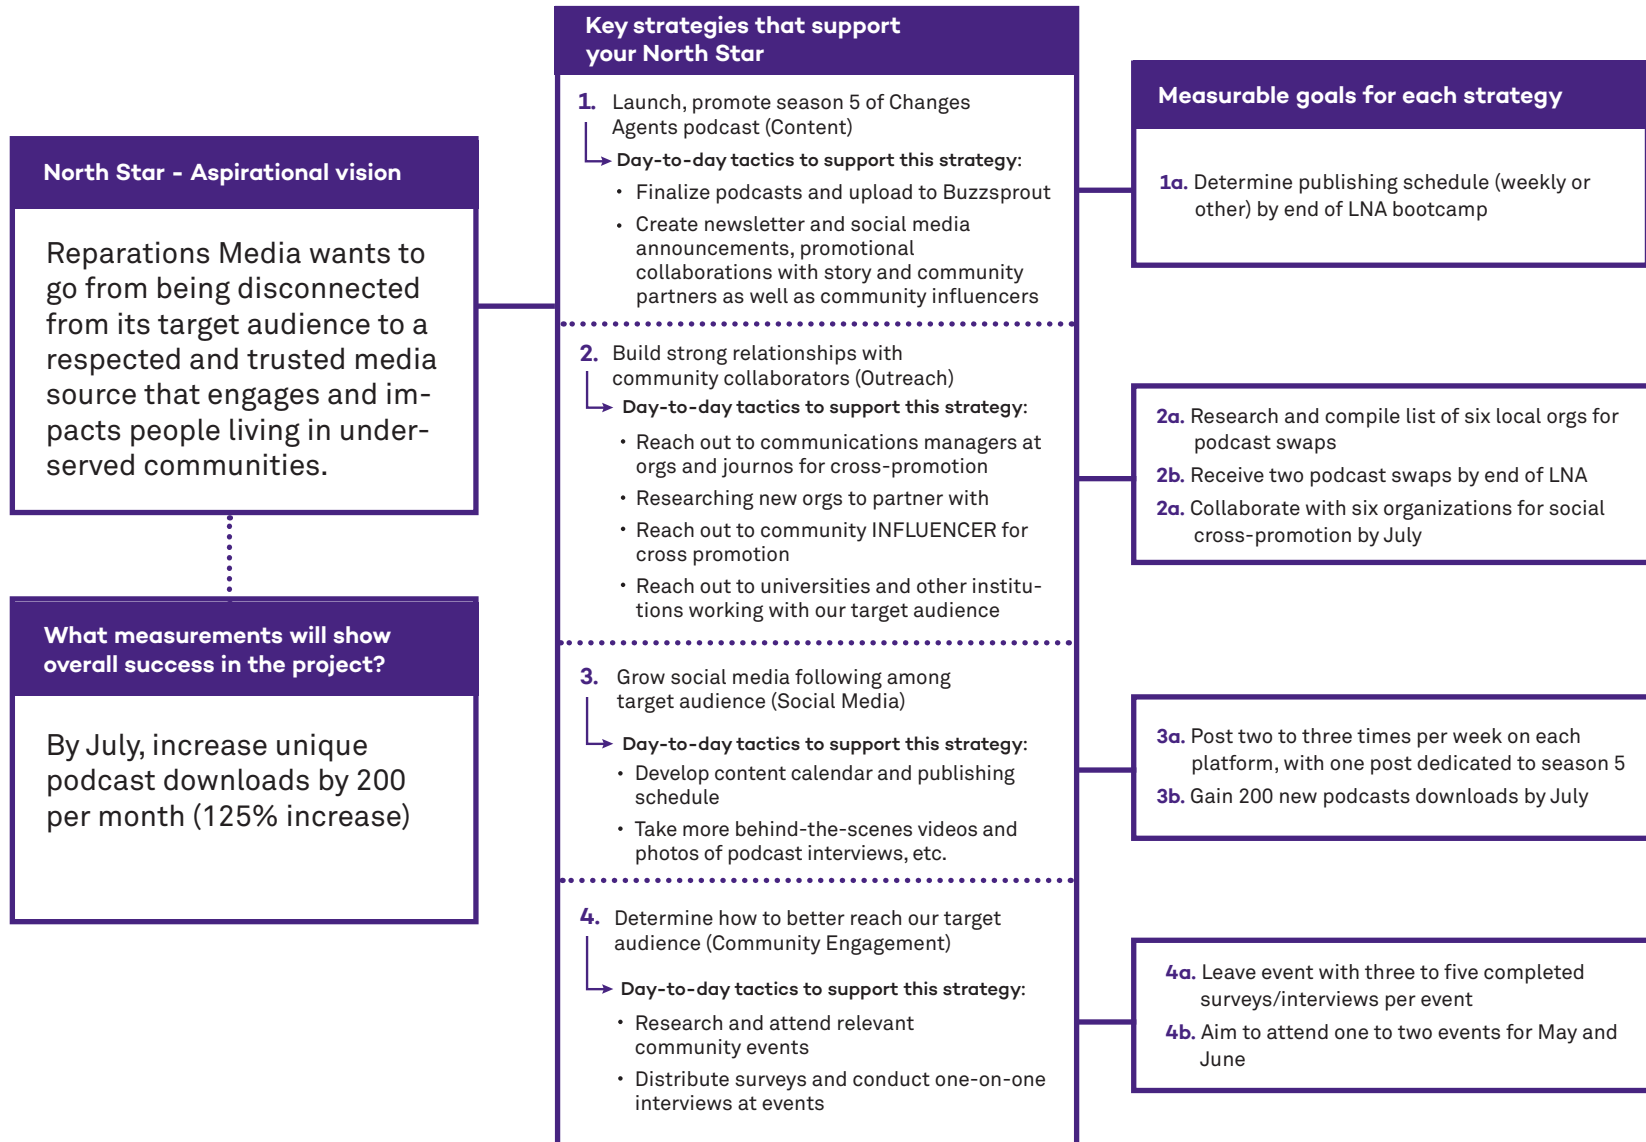 North Star - Aspirational vision
Reparations Media wants to
go from being disconnected
from its target audience to a
respected and trusted media
source that engages and im-
pacts people living in under-
served communities.
What measurements will show
overall success in the project?
By July, increase unique
podcast downloads by 200
per month (125% increase)
Key strategies that support
your North Star
1. Launch, promote season 5 of Changes
Agents podcast (Content)
Day-to-day tactics to support this strategy:
• Finalize podcasts and upload to Buzzsprout
• Create newsletter and social media
announcements, promotional
collaborations with story and community
partners as well as community influencers
2. Build strong relationships with
community collaborators (Outreach)
Day-to-day tactics to support this strategy:
• Reach out to communications managers at
orgs and journos for cross-promotion
• Researching new orgs to partner with
• Reach out to community INFLUENCER for
cross promotion
• Reach out to universities and other institu-
tions working with our target audience
3. Grow social media following among
target audience (Social Media)
Day-to-day tactics to support this strategy:
• Develop content calendar and publishing
schedule
• Take more behind-the-scenes videos and
photos of podcast interviews, etc.
4. Determine how to better reach our target
audience (Community Engagement)
Day-to-day tactics to support this strategy:
• Research and attend relevant
community events
• Distribute surveys and conduct one-on-one
interviews at events
Measurable goals for each strategy
1a. Determine publishing schedule (weekly or
other) by end of LNA bootcamp
2a. Research and compile list of six local orgs for
podcast swaps
2b. Receive two podcast swaps by end of LNA
2a. Collaborate with six organizations for social
cross-promotion by July
3a. Post two to three times per week on each
platform, with one post dedicated to season 5
3b. Gain 200 new podcasts downloads by July
4a. Leave event with three to five completed
surveys/interviews per event
4b. Aim to attend one to two events for May and
June